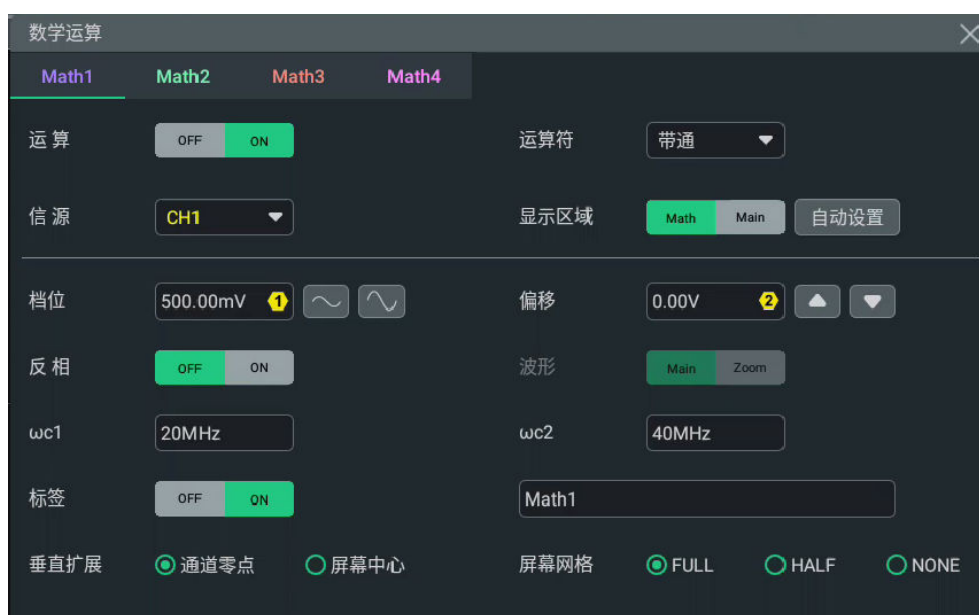 数学运算
Math1 Math2 Math3 Math4
运算 OFF ON 运算符 带通
信源 CH1 显示区域 Math Main 自动设置
档位 500.00mV 1 偏移 0.00V 2
反相 OFF ON 波形 Main Zoom
ωc1 20MHz ωc2 40MHz
标签 OFF ON Math1
垂直扩展 通道零点 屏幕中心 屏幕网格 FULL HALF NONE